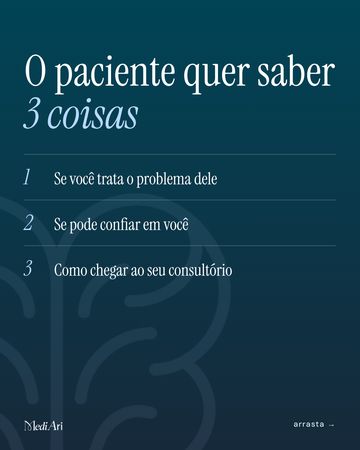 O paciente quer saber
3 coisas
1 Se você trata o problema dele
2 Se pode confiar em você
3 Como chegar ao seu consultório
MediAri
arrasta →